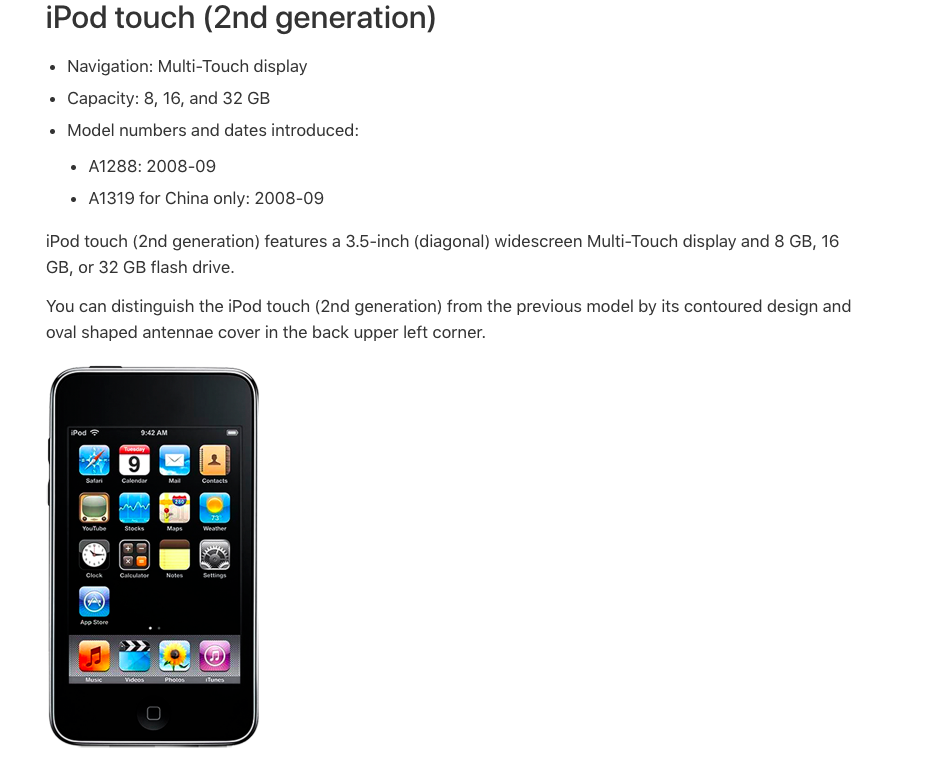 iPod touch (2nd generation)
• Navigation: Multi-Touch display
• Capacity: 8, 16, and 32 GB
• Model numbers and dates introduced:
• A1288: 2008-09
• A1319 for China only: 2008-09
iPod touch (2nd generation) features a 3.5-inch (diagonal) widescreen Multi-Touch display and 8 GB, 16
GB, or 32 GB flash drive.
You can distinguish the iPod touch (2nd generation) from the previous model by its contoured design and
oval shaped antennae cover in the back upper left corner.
iPod 9:42 AM
Tuesday
9
280
73°
Safari Calendar Mail Contacts
YouTube Stocks Maps Weather
Clock Calculator Notes Settings
App Store
Music Videos Photos iTunes